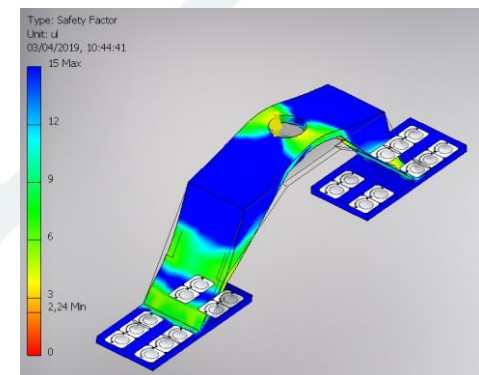 Type: Safety Factor
Unit: ul
03/04/2019, 10:44:41
15 Max
12
9
6
3
2,24 Min
0